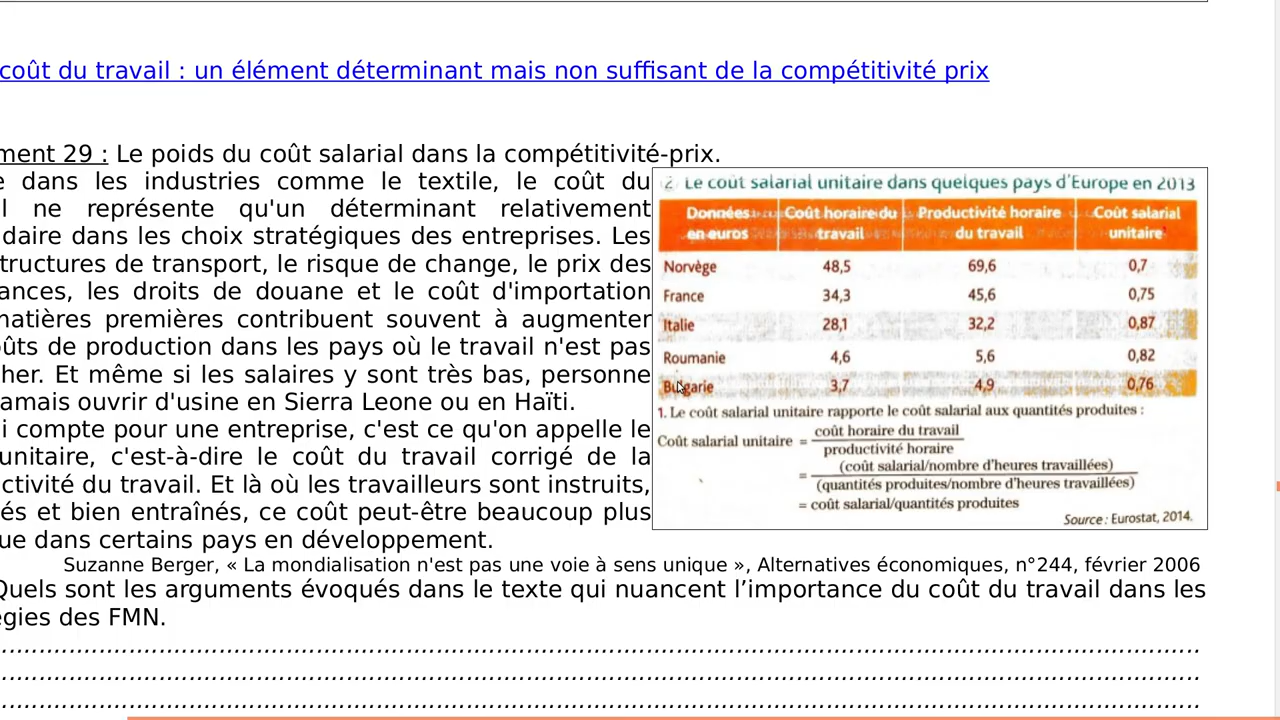 coût du travail : un élément déterminant mais non suffisant de la compétitivité prix
ment 29 : Le poids du coût salarial dans la compétitivité-prix.
e dans les industries comme le textile, le coût du
l ne représente qu'un déterminant relativement
daire dans les choix stratégiques des entreprises. Les
tructures de transport, le risque de change, le prix des
ances, les droits de douane et le coût d'importation
matières premières contribuent souvent à augmenter
oûts de production dans les pays où le travail n'est pas
her. Et même si les salaires y sont très bas, personne
amais ouvrir d'usine en Sierra Leone ou en Haïti.
i compte pour une entreprise, c'est ce qu'on appelle le
unitaire, c'est-à-dire le coût du travail corrigé de la
ctivité du travail. Et là où les travailleurs sont instruits,
és et bien entraînés, ce coût peut-être beaucoup plus
ue dans certains pays en développement.
2 Le coût salarial unitaire dans quelques pays d'Europe en 2013
Données en euros Coût horaire du travail Productivité horaire du travail Coût salarial unitaire¹
Norvège 48,5 69,6 0,7
France 34,3 45,6 0,75
Italie 28,1 32,2 0,87
Roumanie 4,6 5,6 0,82
Bulgarie 3,7 4,9 0,76
1. Le coût salarial unitaire rapporte le coût salarial aux quantités produites :
Coût salarial unitaire = coût horaire du travail
productivité horaire
= (coût salarial/nombre d'heures travaillées)
(quantités produites/nombre d'heures travaillées)
= coût salarial/quantités produites
Source : Eurostat, 2014.
Suzanne Berger, « La mondialisation n'est pas une voie à sens unique », Alternatives économiques, n°244, février 2006
Quels sont les arguments évoqués dans le texte qui nuancent l’importance du coût du travail dans les
égies des FMN.